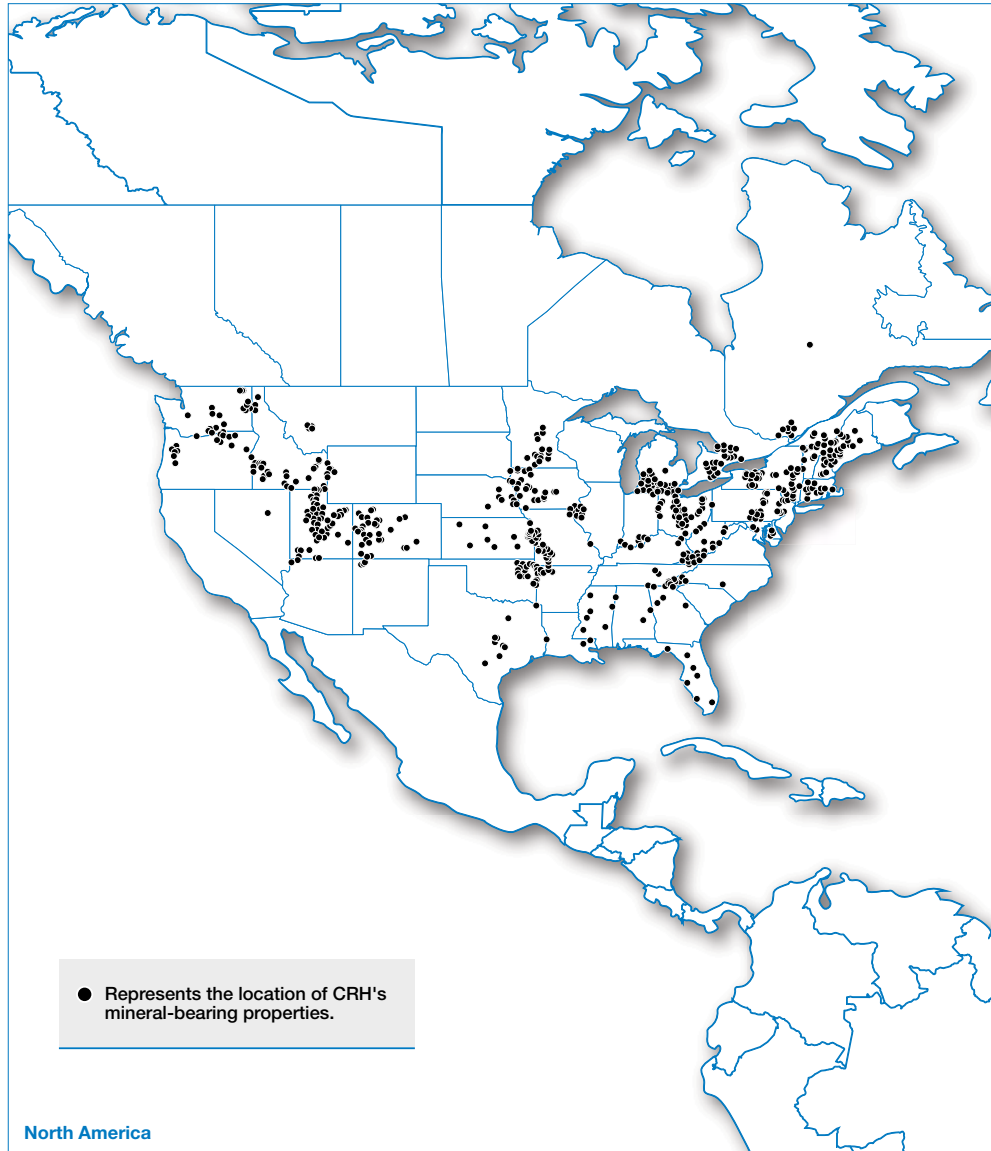 Represents the location of CRH's
mineral-bearing properties.
North America